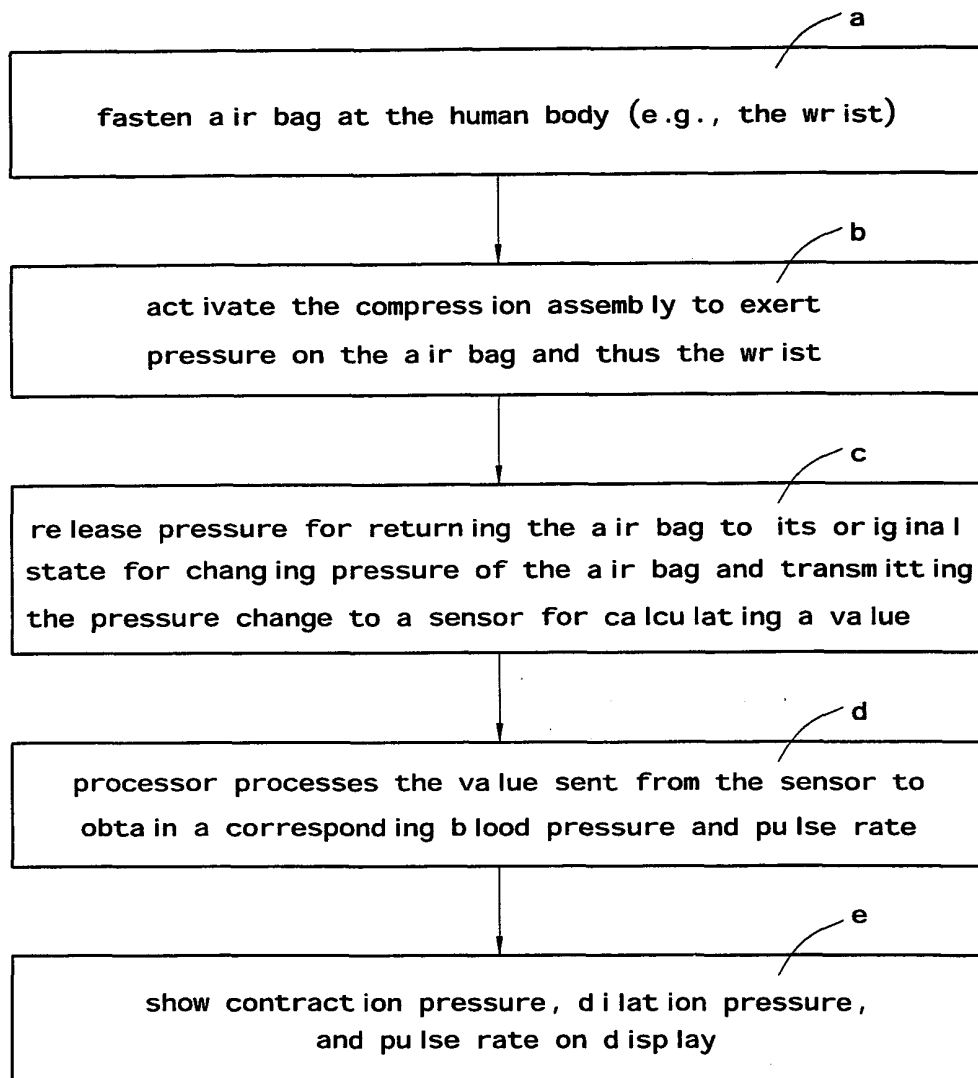 a
fasten air bag at the human body (e.g., the wrist)
b
activate the compression assembly to exert
pressure on the air bag and thus the wrist
c
release pressure for returning the air bag to its original
state for changing pressure of the air bag and transmitting
the pressure change to a sensor for calculating a value
d
processor processes the value sent from the sensor to
obtain a corresponding blood pressure and pulse rate
e
show contraction pressure, dilation pressure,
and pulse rate on display